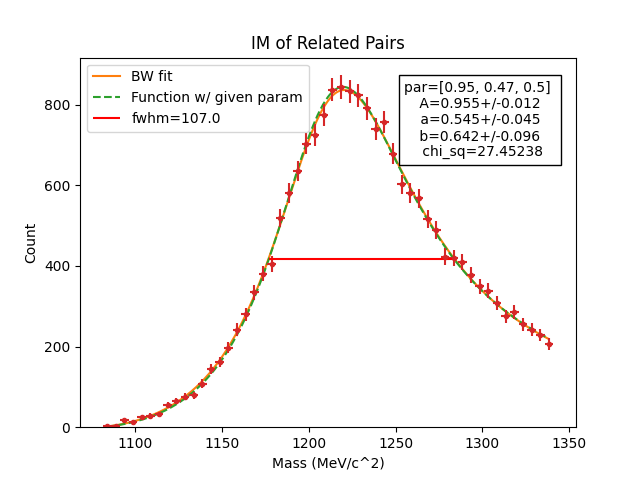 IM of Related Pairs
BW fit
Function w/ given param
fwhm=107.0
par=[0.95, 0.47, 0.5]
A=0.955+/-0.012
a=0.545+/-0.045
b=0.642+/-0.096
chi_sq=27.45238
Count
800
600
400
200
0
1100
1150
1200
1250
1300
1350
Mass (MeV/c^2)